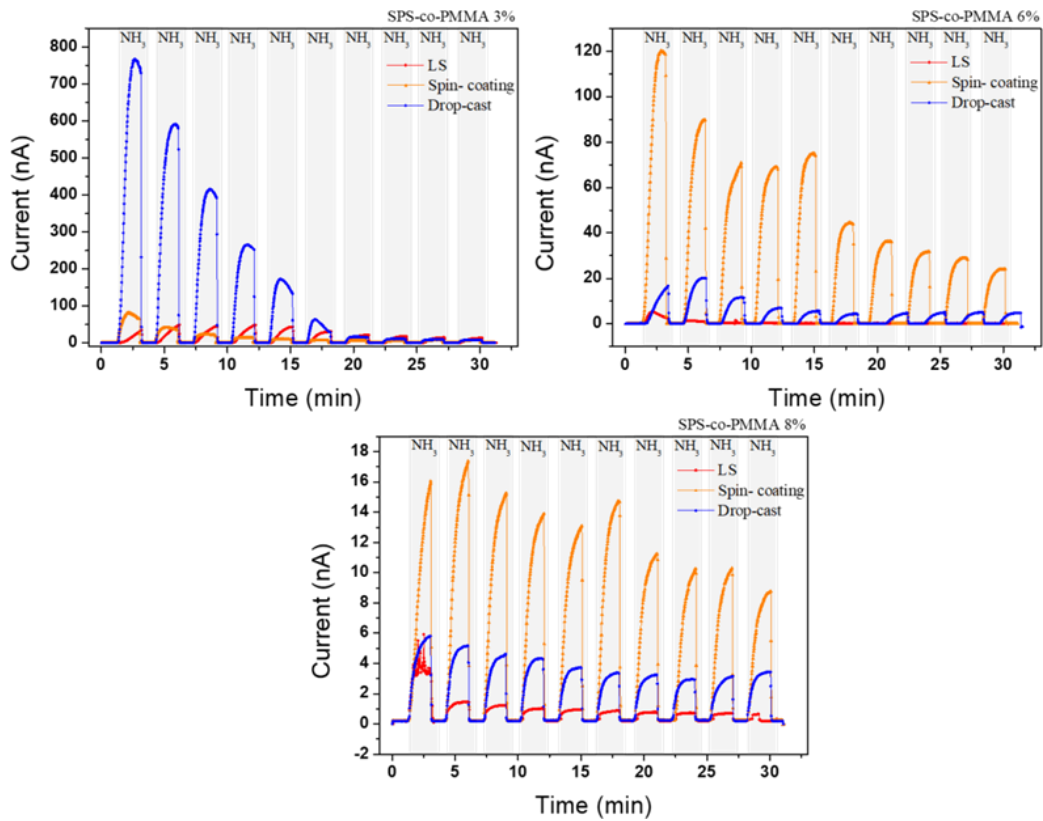 SPS-co-PMMA 3%
NH3 NH3 NH3 NH3 NH3 NH3 NH3 NH3 NH3 NH3
LS
Spin- coating
Drop-cast
800
700
600
500
400
300
200
100
0
Current (nA)
0 5 10 15 20 25 30
Time (min)
SPS-co-PMMA 6%
NH3 NH3 NH3 NH3 NH3 NH3 NH3 NH3 NH3 NH3
LS
Spin- coating
Drop-cast
120
100
80
60
40
20
0
Current (nA)
0 5 10 15 20 25 30
Time (min)
SPS-co-PMMA 8%
NH3 NH3 NH3 NH3 NH3 NH3 NH3 NH3 NH3 NH3
LS
Spin- coating
Drop-cast
18
16
14
12
10
8
6
4
2
0
-2
Current (nA)
0 5 10 15 20 25 30
Time (min)